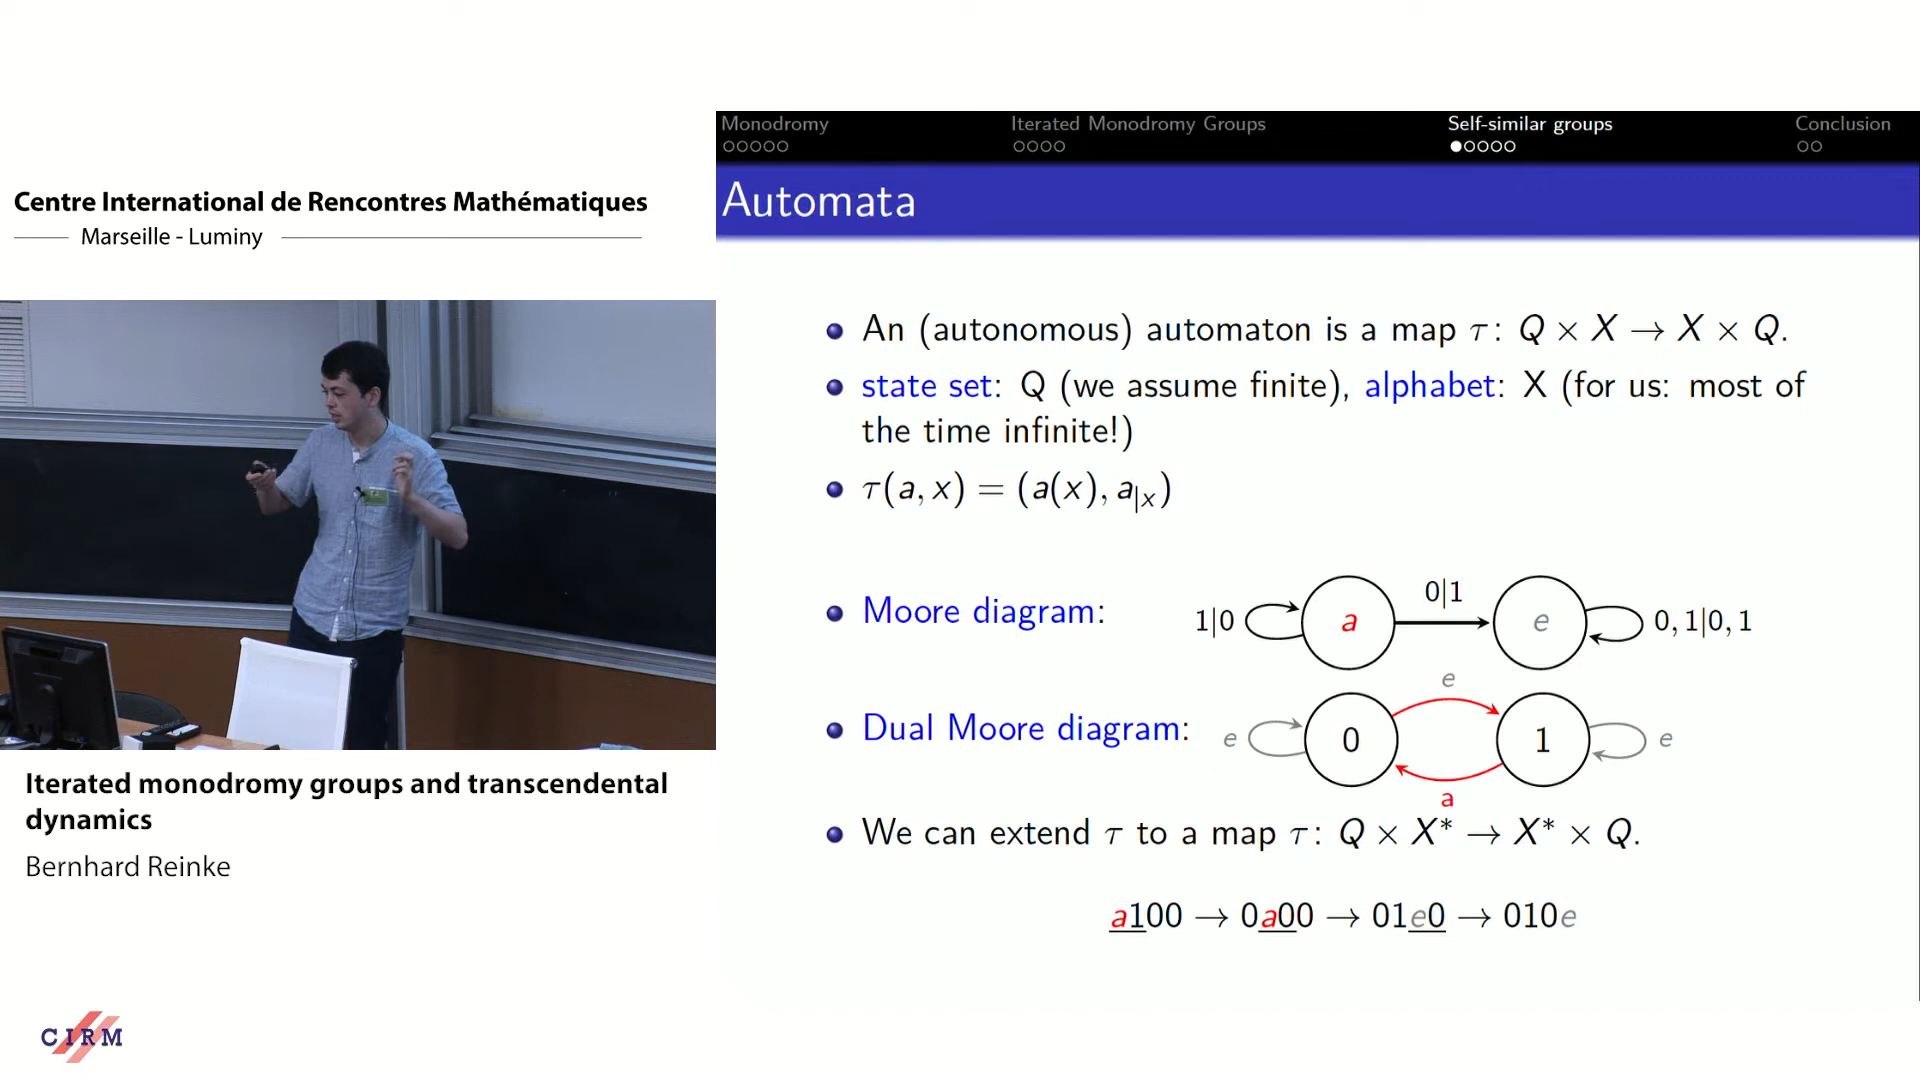 Centre International de Rencontres Mathématiques
Marseille - Luminy
Iterated monodromy groups and transcendental
dynamics
Bernhard Reinke
CIRM
Monodromy Iterated Monodromy Groups Self-similar groups Conclusion
Automata
An (autonomous) automaton is a map τ: Q × X → X × Q.
state set: Q (we assume finite), alphabet: X (for us: most of
the time infinite!)
τ(a, x) = (a(x), a|x)
Moore diagram:
1|0 a 0|1 e 0, 1|0, 1
Dual Moore diagram:
e 0 e 1 e
a
We can extend τ to a map τ: Q × X* → X* × Q.
a100 → 0a00 → 01e0 → 010e